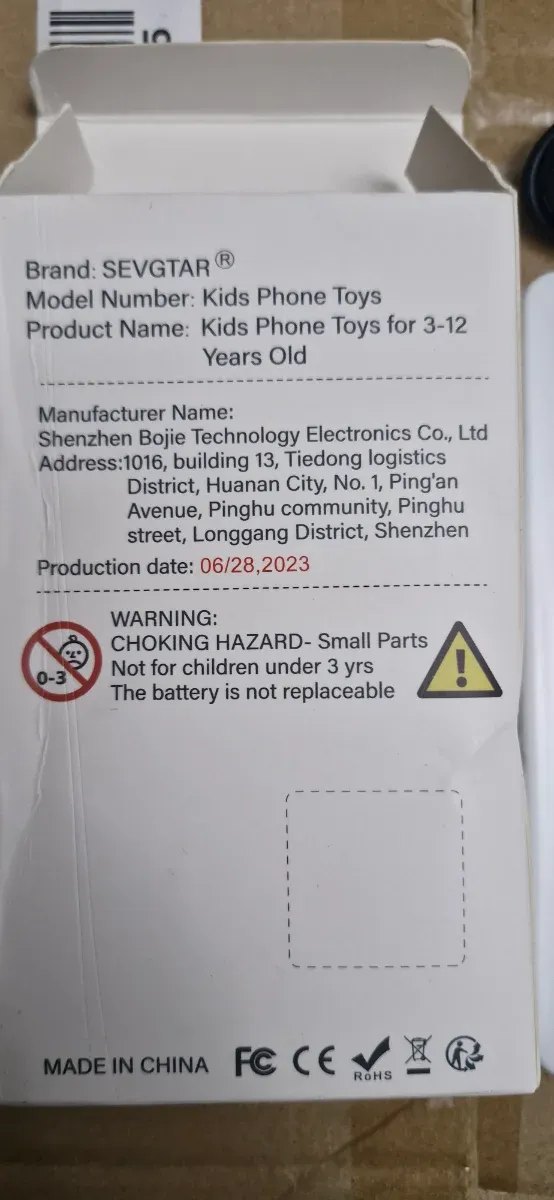 Brand: SEVGTAR®
Model Number: Kids Phone Toys
Product Name: Kids Phone Toys for 3-12
Years Old
Manufacturer Name:
Shenzhen Bojie Technology Electronics Co., Ltd
Address:1016, building 13, Tiedong logistics
District, Huanan City, No. 1, Ping'an
Avenue, Pinghu community, Pinghu
street, Longgang District, Shenzhen
Production date: 06/28,2023
WARNING:
CHOKING HAZARD- Small Parts
Not for children under 3 yrs
The battery is not replaceable
0-3
!
MADE IN CHINA FC CE RoHS